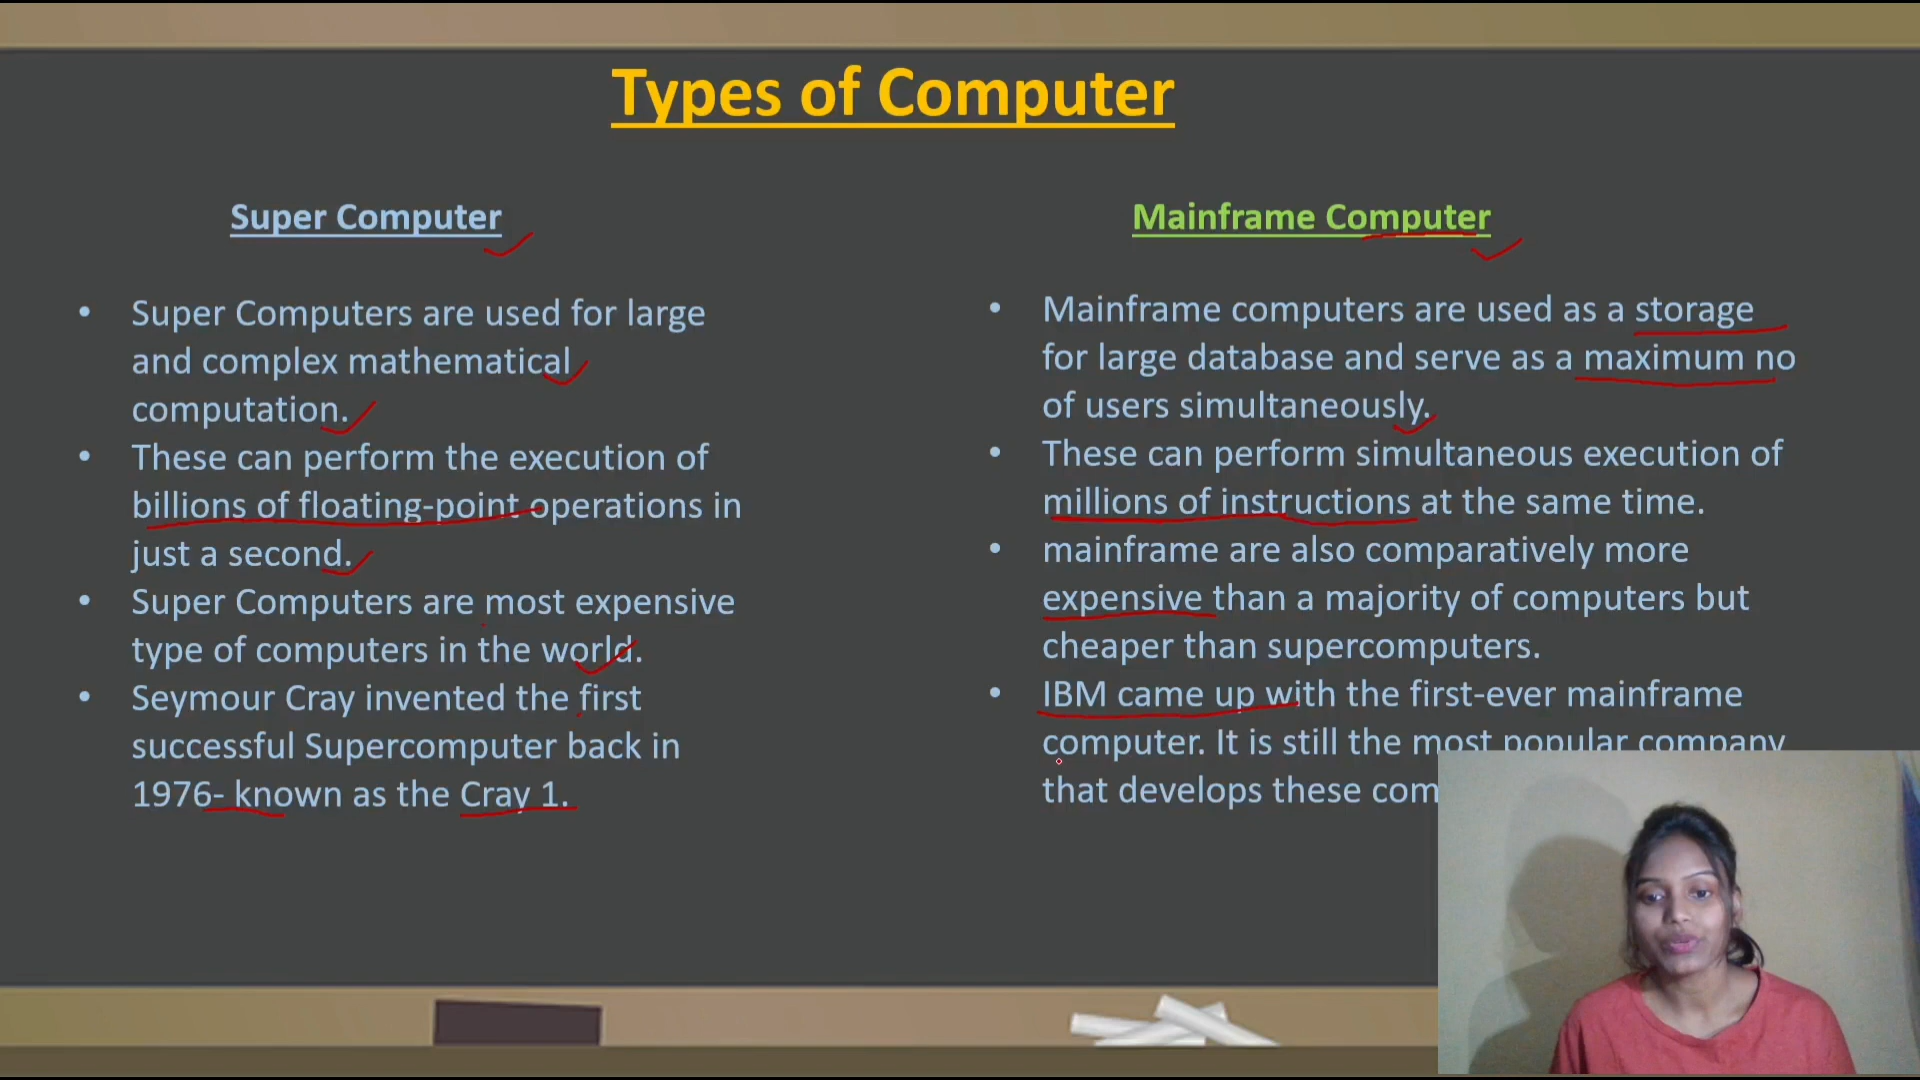 Types of Computer
Super Computer
• Super Computers are used for large
and complex mathematical
computation.
• These can perform the execution of
billions of floating-point operations in
just a second.
• Super Computers are most expensive
type of computers in the world.
• Seymour Cray invented the first
successful Supercomputer back in
1976- known as the Cray 1.
Mainframe Computer
• Mainframe computers are used as a storage
for large database and serve as a maximum no
of users simultaneously.
• These can perform simultaneous execution of
millions of instructions at the same time.
• mainframe are also comparatively more
expensive than a majority of computers but
cheaper than supercomputers.
• IBM came up with the first-ever mainframe
computer. It is still the most popular company
that develops these